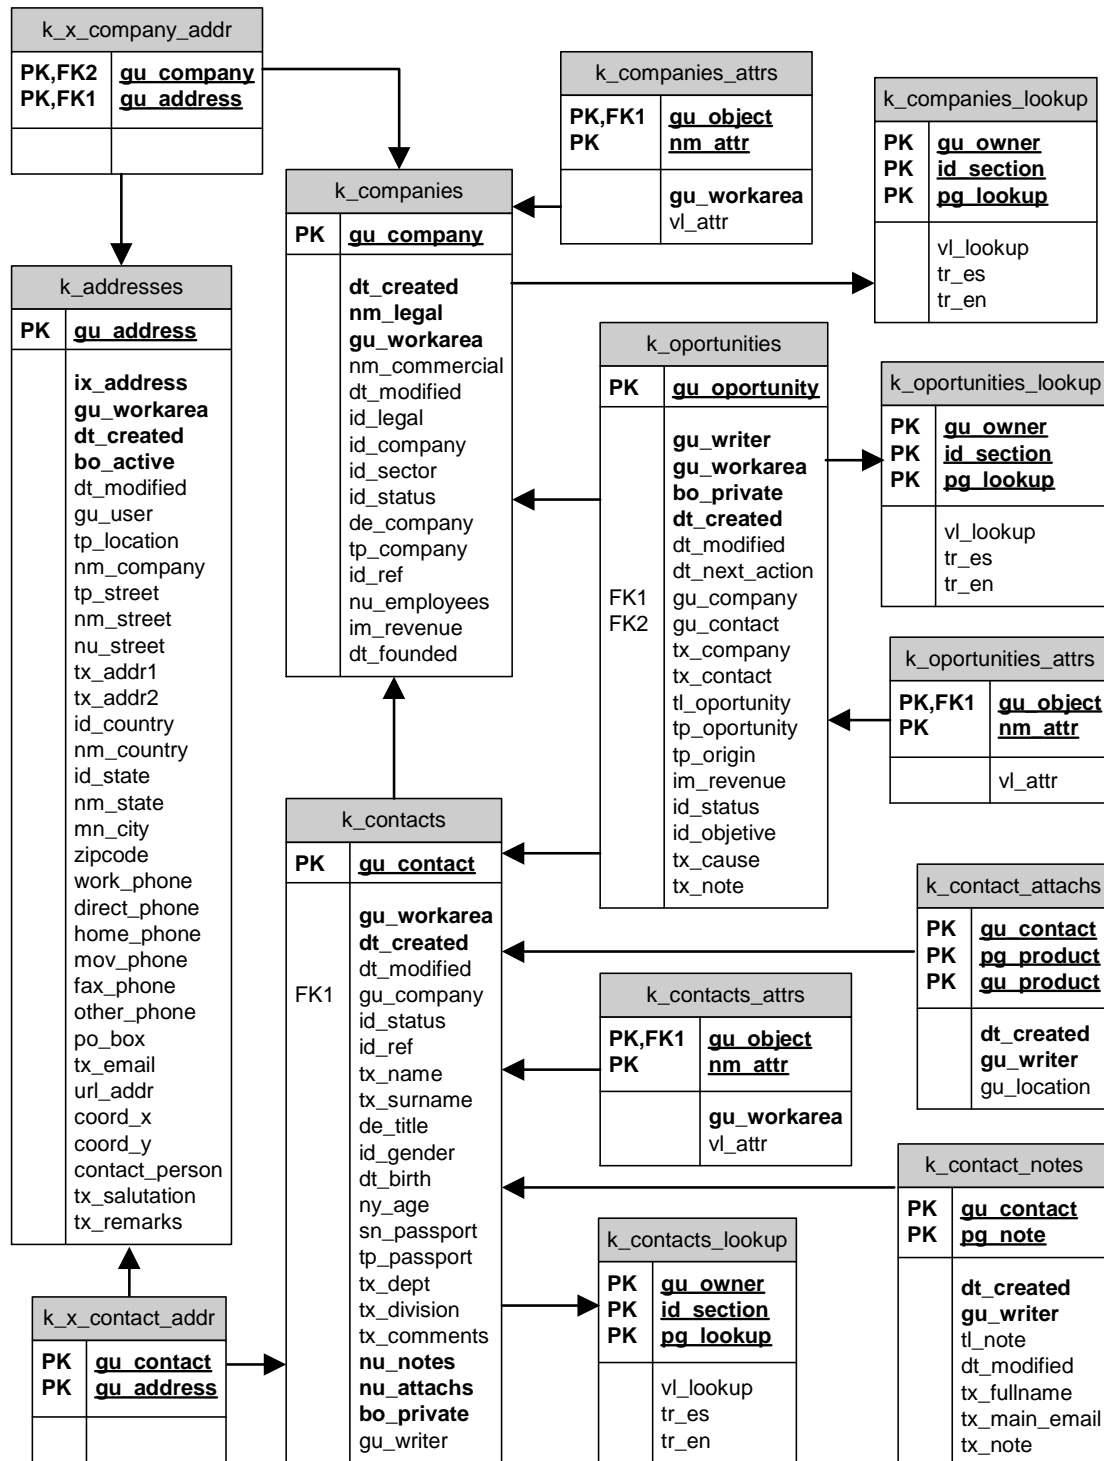 k_x_company_addr
PK,FK2 gu_company
PK,FK1 gu_address
k_companies_attrs
PK,FK1 gu_object
PK nm_attr
gu_workarea
vl_attr
k_companies_lookup
PK gu_owner
PK id_section
PK pg_lookup
vl_lookup
tr_es
tr_en
k_companies
PK gu_company
dt_created
nm_legal
gu_workarea
nm_commercial
dt_modified
id_legal
id_company
id_sector
id_status
de_company
tp_company
id_ref
nu_employees
im_revenue
dt_founded
k_addresses
PK gu_address
ix_address
gu_workarea
dt_created
bo_active
dt_modified
gu_user
tp_location
nm_company
tp_street
nm_street
nu_street
tx_addr1
tx_addr2
id_country
nm_country
id_state
nm_state
mn_city
zipcode
work_phone
direct_phone
home_phone
mov_phone
fax_phone
other_phone
po_box
tx_email
url_addr
coord_x
coord_y
contact_person
tx_salutation
tx_remarks
k_oportunities
PK gu_oportunity
gu_writer
gu_workarea
bo_private
dt_created
dt_modified
dt_next_action
FK1 gu_company
FK2 gu_contact
tx_company
tx_contact
tl_oportunity
tp_oportunity
tp_origin
im_revenue
id_status
id_objetive
tx_cause
tx_note
k_oportunities_lookup
PK gu_owner
PK id_section
PK pg_lookup
vl_lookup
tr_es
tr_en
k_oportunities_attrs
PK,FK1 gu_object
PK nm_attr
vl_attr
k_contacts
PK gu_contact
gu_workarea
dt_created
dt_modified
FK1 gu_company
id_status
id_ref
tx_name
tx_surname
de_title
id_gender
dt_birth
ny_age
sn_passport
tp_passport
tx_dept
tx_division
tx_comments
nu_notes
nu_attachs
bo_private
gu_writer
k_contact_attachs
PK gu_contact
PK pg_product
PK gu_product
dt_created
gu_writer
gu_location
k_contacts_attrs
PK,FK1 gu_object
PK nm_attr
gu_workarea
vl_attr
k_contact_notes
PK gu_contact
PK pg_note
dt_created
gu_writer
tl_note
dt_modified
tx_fullname
tx_main_email
tx_note
k_contacts_lookup
PK gu_owner
PK id_section
PK pg_lookup
vl_lookup
tr_es
tr_en
k_x_contact_addr
PK gu_contact
PK gu_address